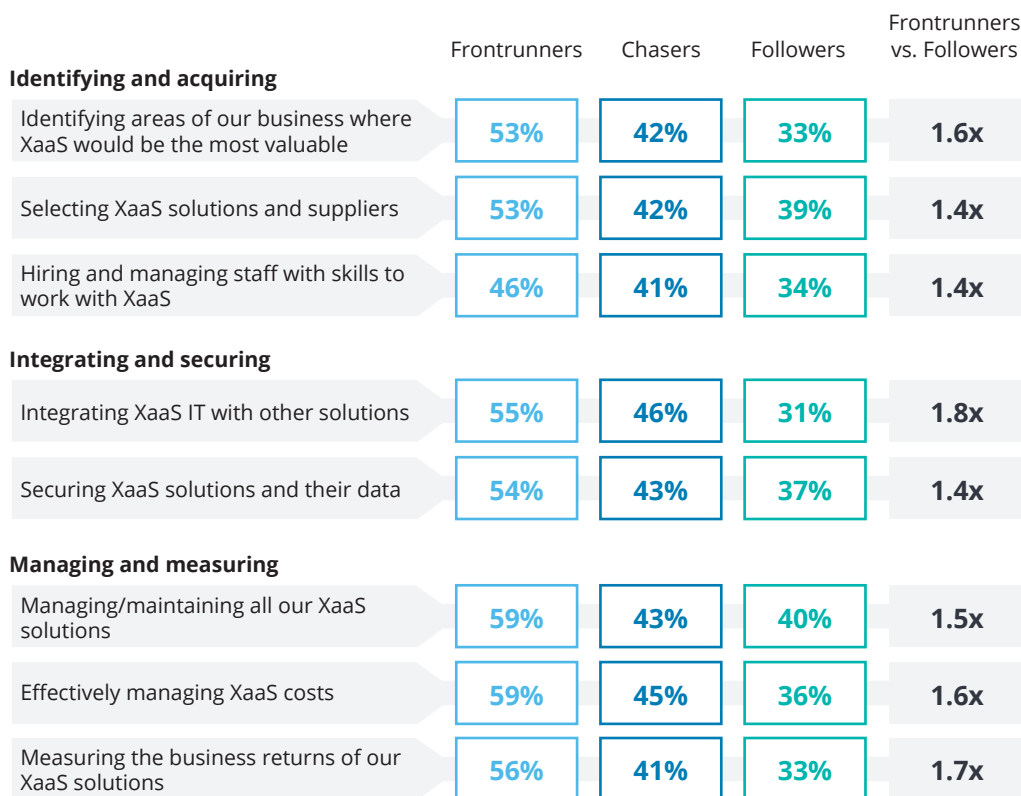 Frontrunners Chasers Followers Frontrunners
vs. Followers
Identifying and acquiring
Identifying areas of our business where
XaaS would be the most valuable
53% 42% 33% 1.6x
Selecting XaaS solutions and suppliers 53% 42% 39% 1.4x
Hiring and managing staff with skills to
work with XaaS
46% 41% 34% 1.4x
Integrating and securing
Integrating XaaS IT with other solutions 55% 46% 31% 1.8x
Securing XaaS solutions and their data 54% 43% 37% 1.4x
Managing and measuring
Managing/maintaining all our XaaS
solutions
59% 43% 40% 1.5x
Effectively managing XaaS costs 59% 45% 36% 1.6x
Measuring the business returns of our
XaaS solutions
56% 41% 33% 1.7x